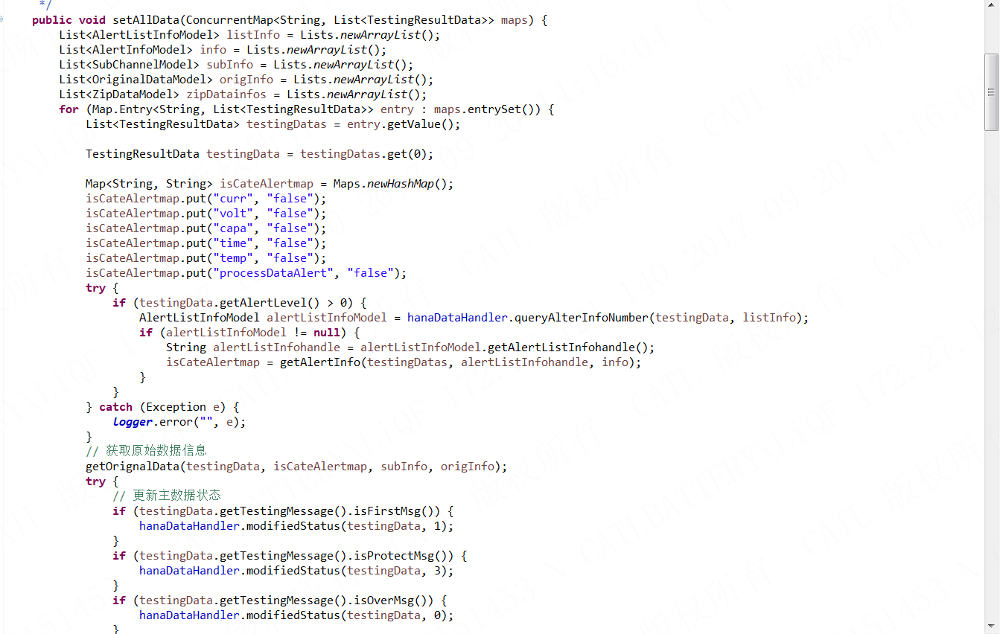 */
public void setAllData(ConcurrentMap<String, List<TestingResultData>> maps) {
List<AlertListInfoModel> listInfo = Lists.newArrayList();
List<AlertInfoModel> info = Lists.newArrayList();
List<SubChannelModel> subInfo = Lists.newArrayList();
List<OriginalDataModel> origInfo = Lists.newArrayList();
List<ZipDataModel> zipDatainfos = Lists.newArrayList();
for (Map.Entry<String, List<TestingResultData>> entry : maps.entrySet()) {
List<TestingResultData> testingDatas = entry.getValue();
TestingResultData testingData = testingDatas.get(0);
Map<String, String> isCateAlertmap = Maps.newHashMap();
isCateAlertmap.put("curr", "false");
isCateAlertmap.put("volt", "false");
isCateAlertmap.put("capa", "false");
isCateAlertmap.put("time", "false");
isCateAlertmap.put("temp", "false");
isCateAlertmap.put("processDataAlert", "false");
try {
if (testingData.getAlertLevel() > 0) {
AlertListInfoModel alertListInfoModel = hanaDataHandler.queryAlterInfoNumber(testingData, listInfo);
if (alertListInfoModel != null) {
String alertListInfohandle = alertListInfoModel.getAlertListInfohandle();
isCateAlertmap = getAlertInfo(testingDatas, alertListInfohandle, info);
}
}
} catch (Exception e) {
logger.error("", e);
}
// 获取原始数据信息
getOrignalData(testingData, isCateAlertmap, subInfo, origInfo);
try {
// 更新主数据状态
if (testingData.getTestingMessage().isFirstMsg()) {
hanaDataHandler.modifiedStatus(testingData, 1);
}
if (testingData.getTestingMessage().isProtectMsg()) {
hanaDataHandler.modifiedStatus(testingData, 3);
}
if (testingData.getTestingMessage().isOverMsg()) {
hanaDataHandler.modifiedStatus(testingData, 0);
}